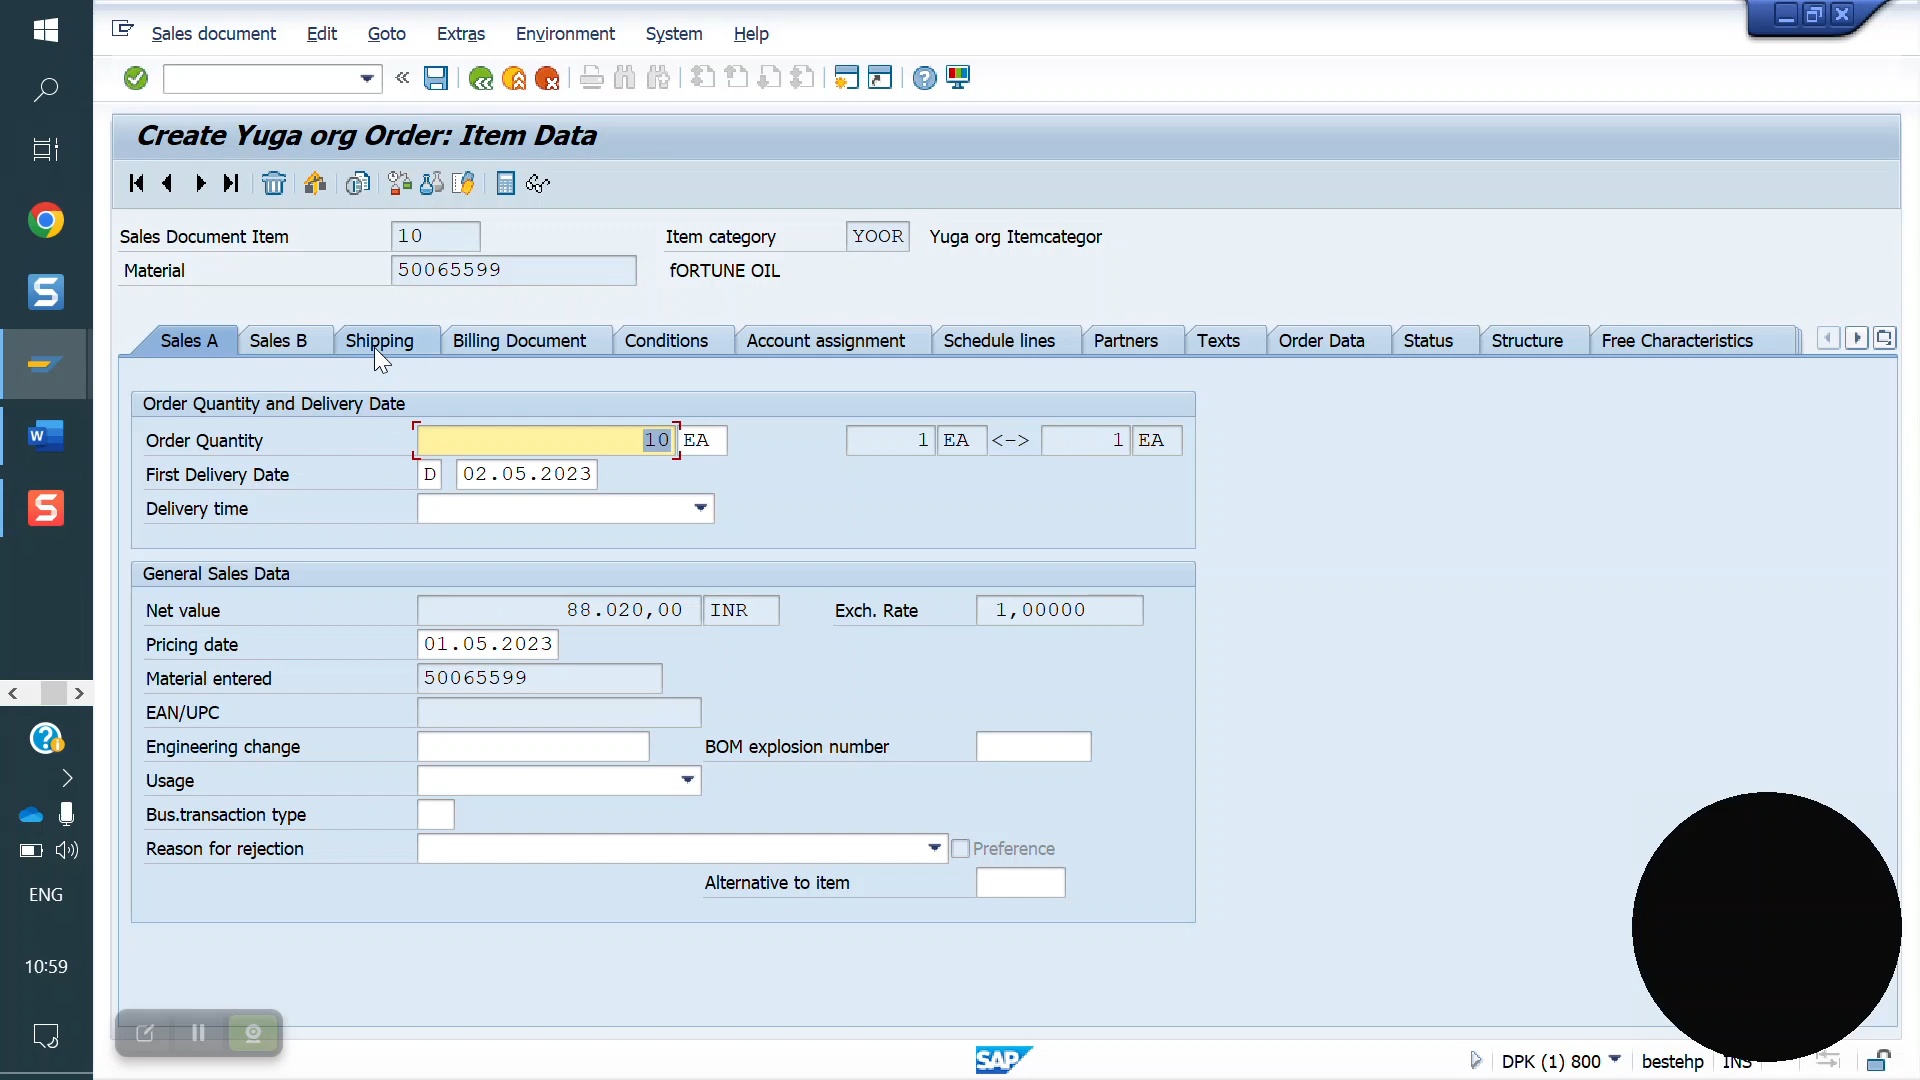 Sales document Edit Goto Extras Environment System Help
Create Yuga org Order: Item Data
Sales Document Item 10 Item category YOOR Yuga org Itemcategor
Material 50065599 fORTUNE OIL
Sales A Sales B Shipping Billing Document Conditions Account assignment Schedule lines Partners Texts Order Data Status Structure Free Characteristics
Order Quantity and Delivery Date
Order Quantity 10 EA 1 EA <-> 1 EA
First Delivery Date D 02.05.2023
Delivery time
General Sales Data
Net value 88.020,00 INR Exch. Rate 1,00000
Pricing date 01.05.2023
Material entered 50065599
EAN/UPC
Engineering change BOM explosion number
Usage
Bus.transaction type
Reason for rejection Preference
Alternative to item
ENG
10:59
SAP DPK (1) 800 bestehp INS